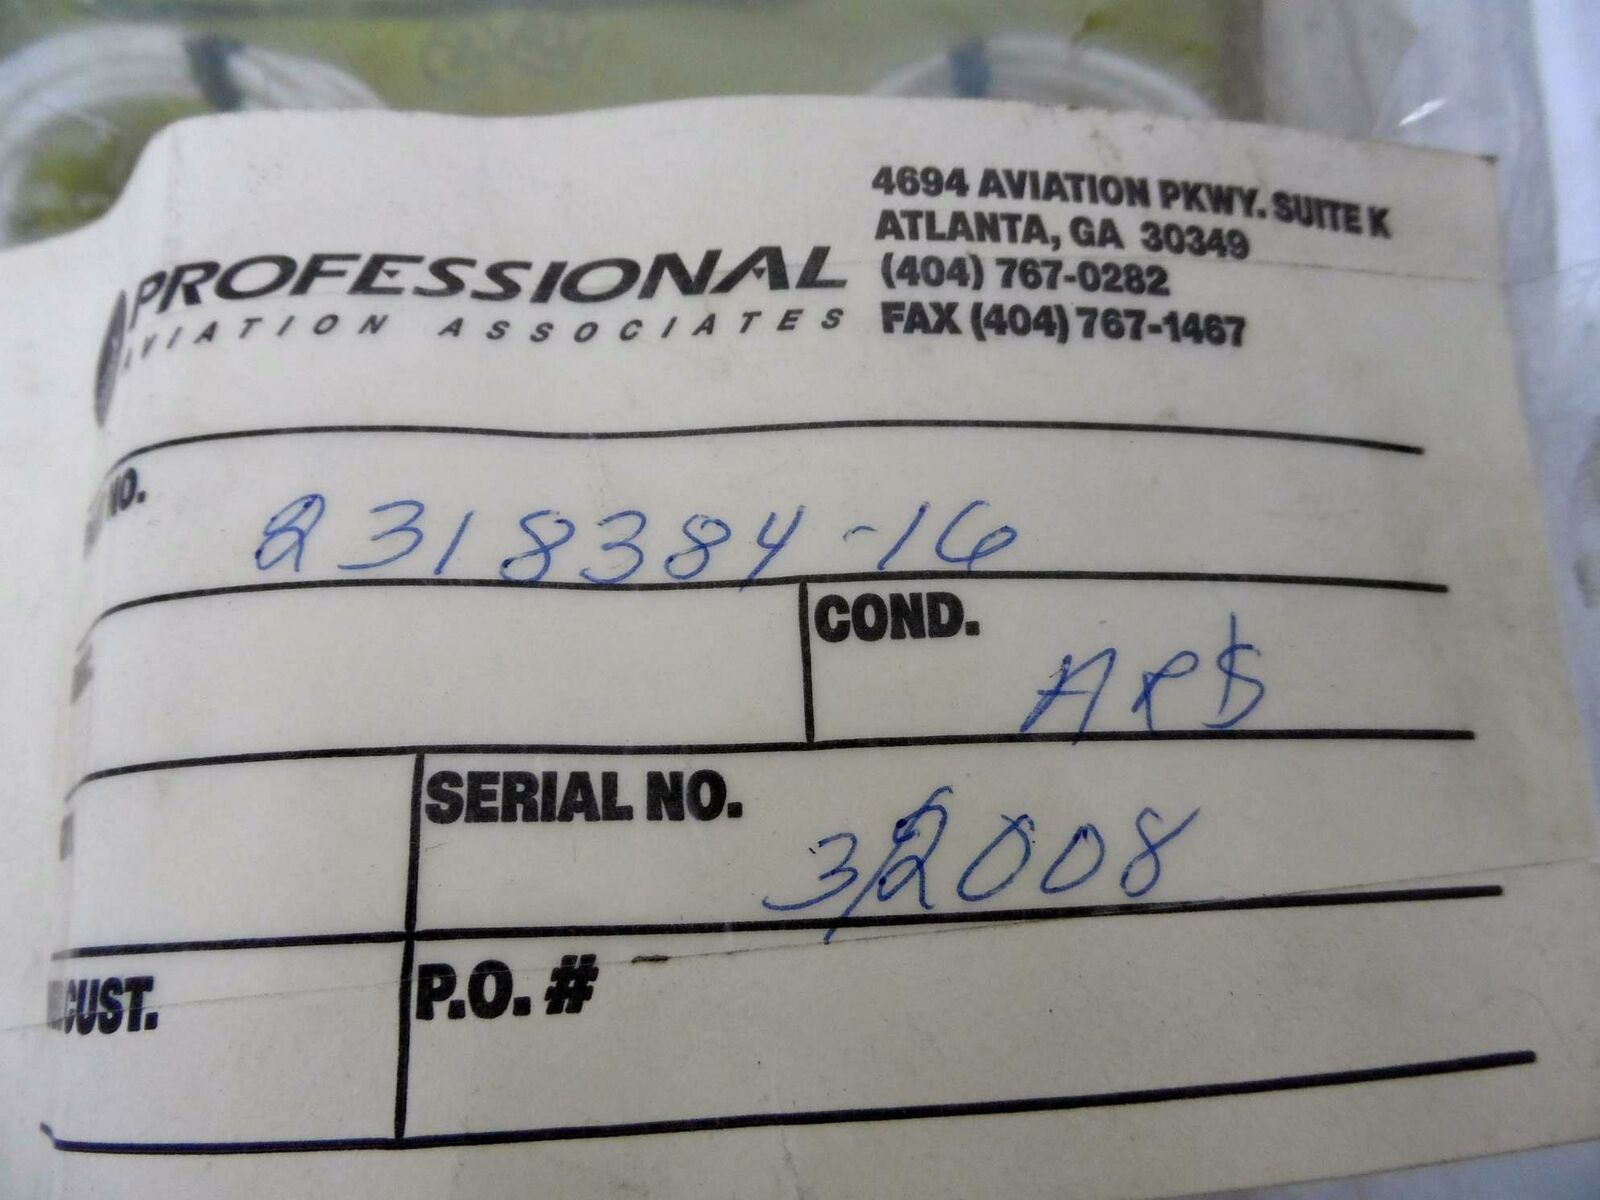 PROFESSIONAL
AVIATION ASSOCIATES
4694 AVIATION PKWY. SUITE K
ATLANTA, GA 30349
(404) 767-0282
FAX (404) 767-1467
NO.
2318384-16
COND.
SERIAL NO.
32008
CUST.
P.O. #